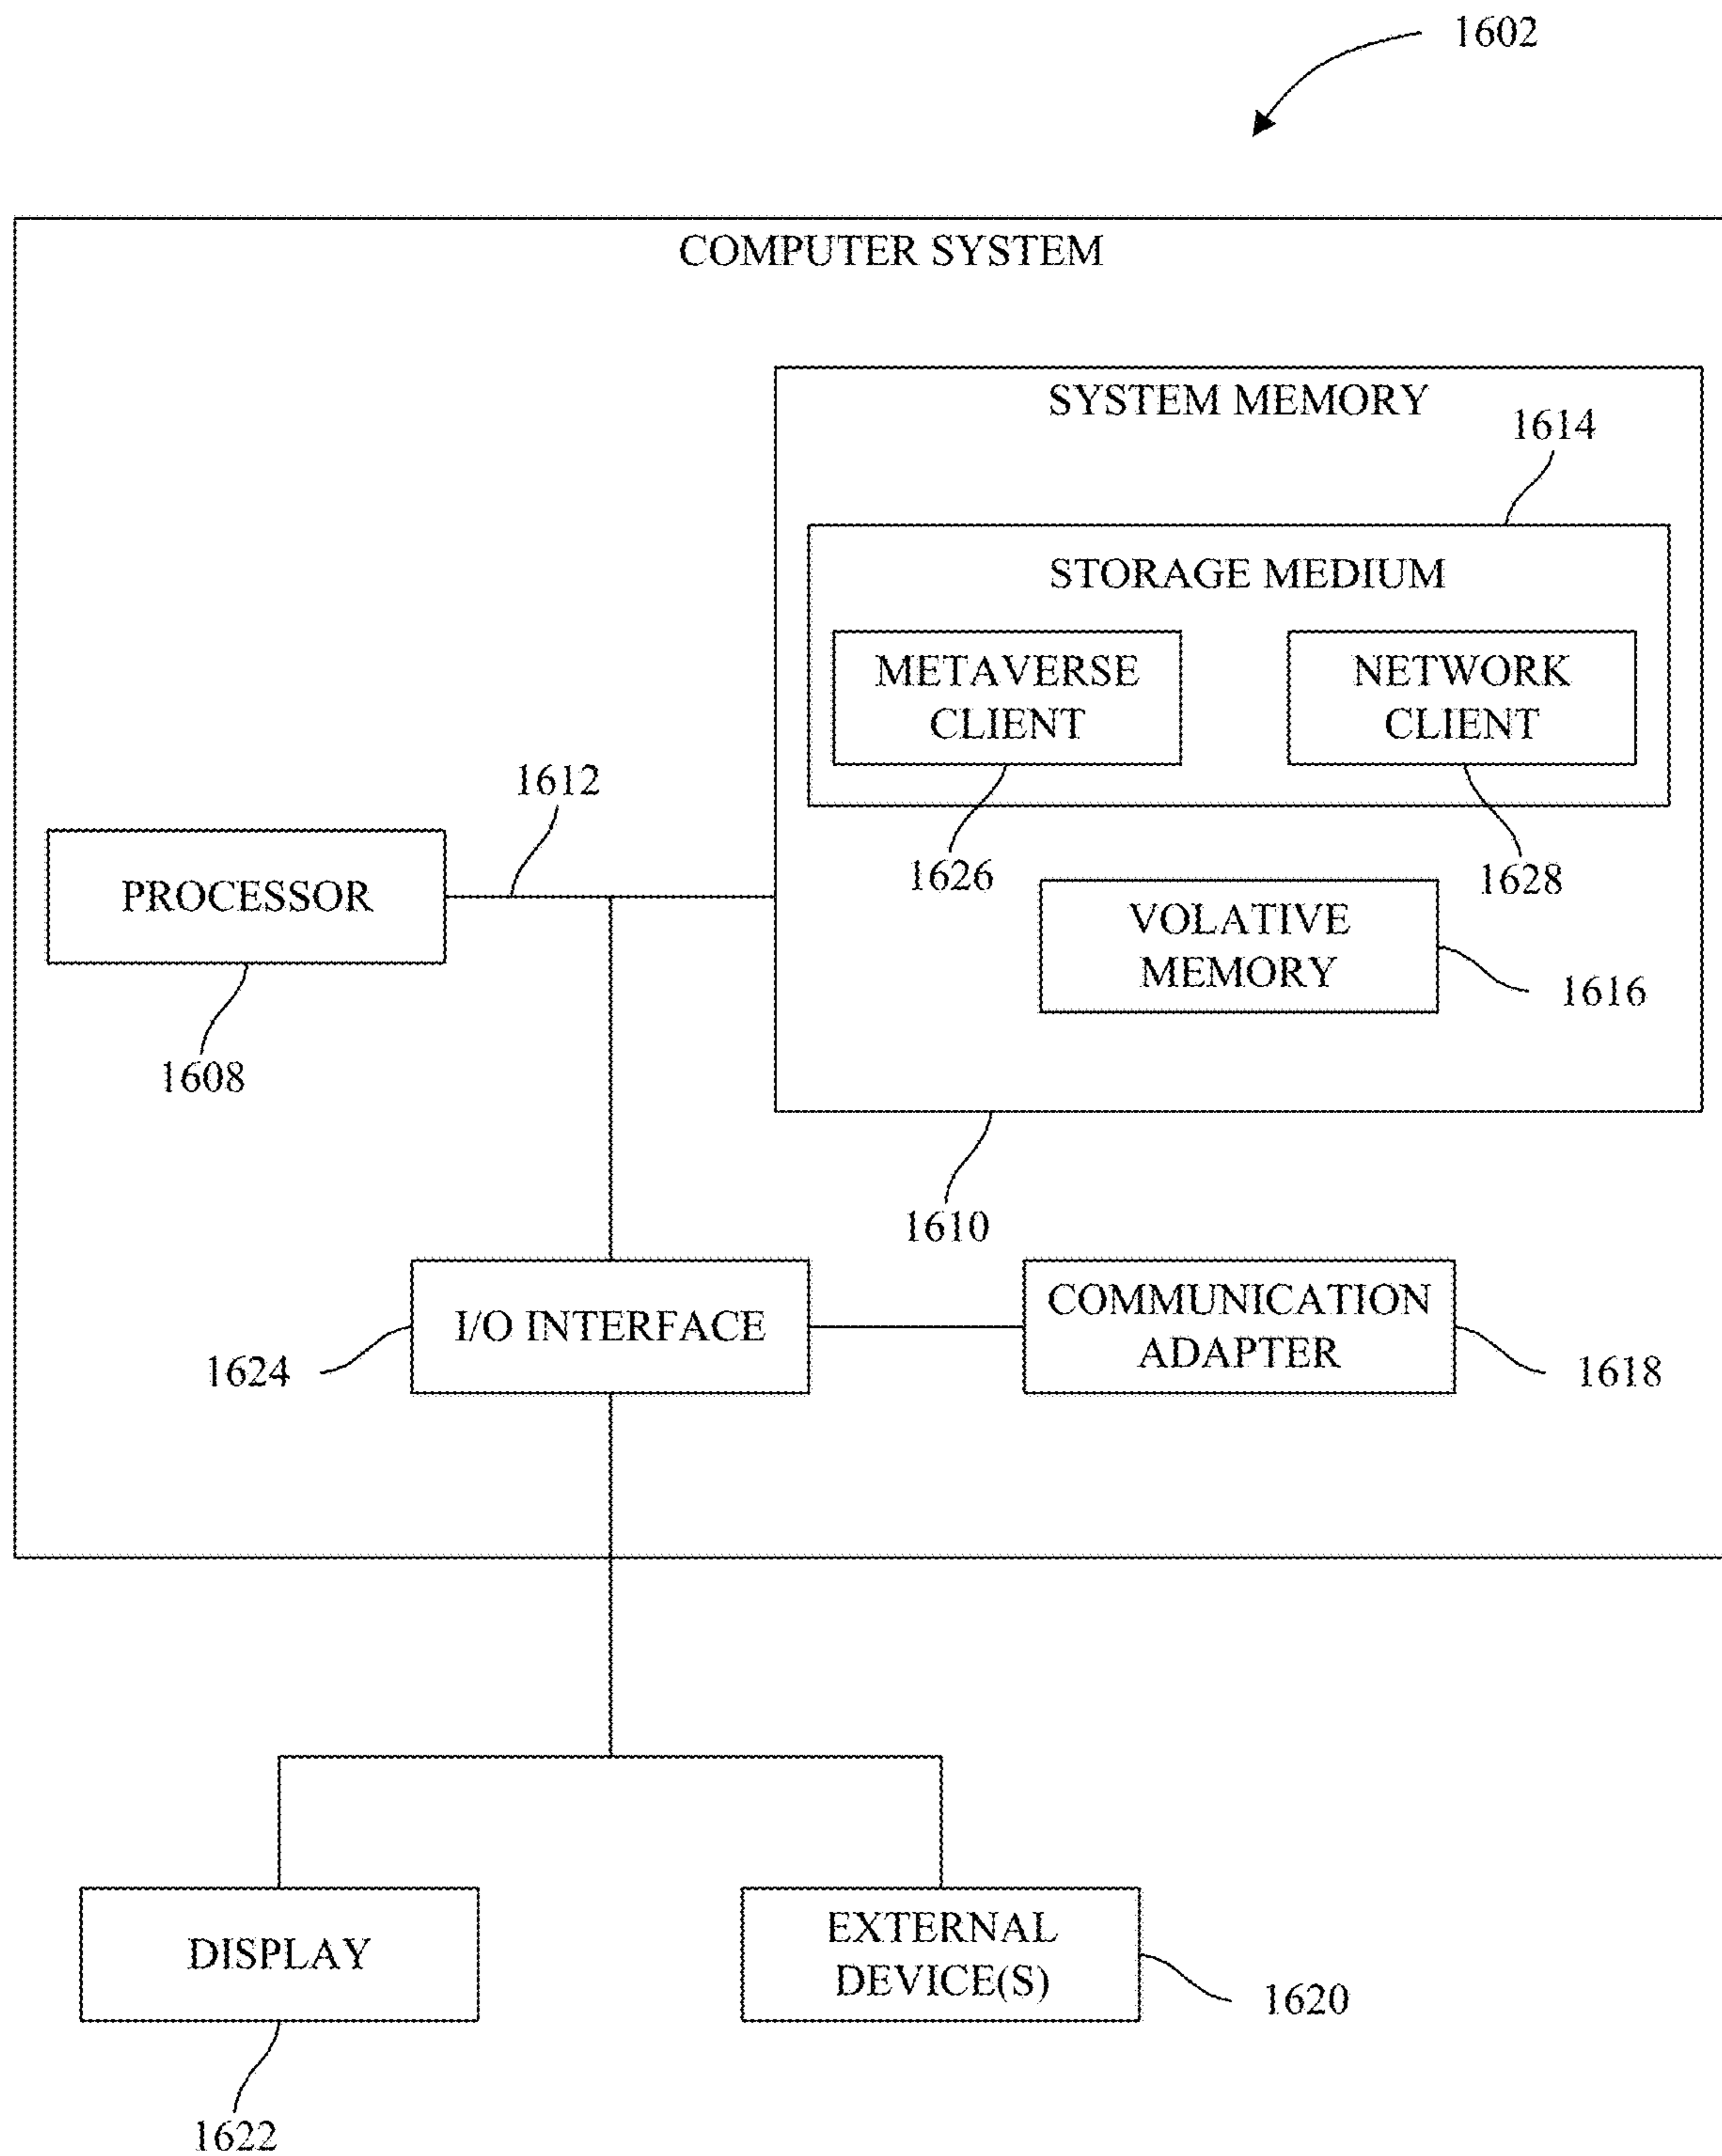 1602
COMPUTER SYSTEM
SYSTEM MEMORY
1614
STORAGE MEDIUM
METAVERSE
CLIENT
NETWORK
CLIENT
1612
1626
1628
PROCESSOR
VOLATIVE
MEMORY
1616
1608
1610
I/O INTERFACE
COMMUNICATION
ADAPTER
1624
1618
DISPLAY
EXTERNAL
DEVICE(S)
1620
1622